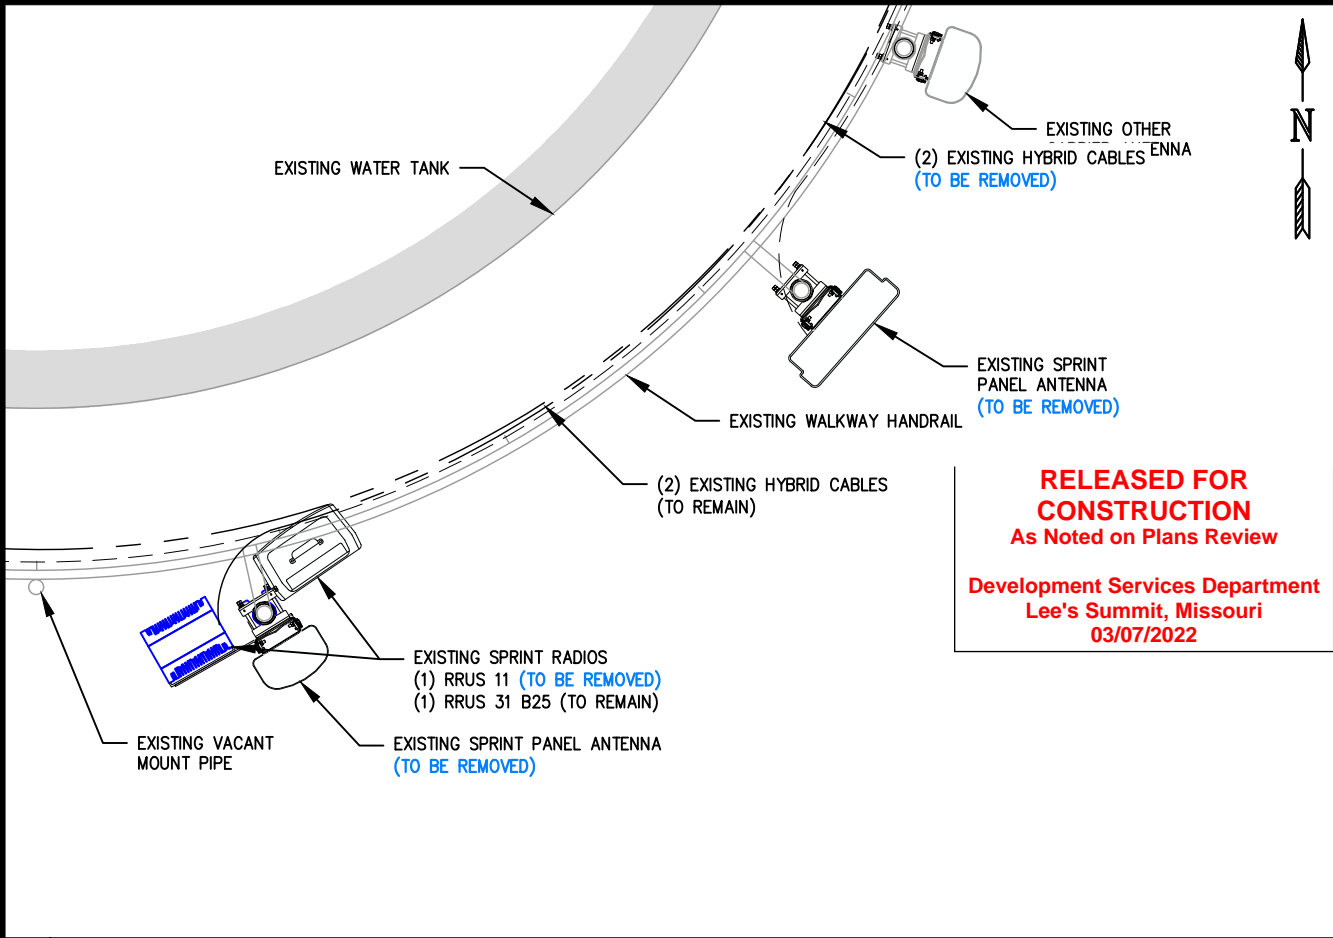 EXISTING WATER TANK
EXISTING OTHER
ENNA
(2) EXISTING HYBRID CABLES
(TO BE REMOVED)
N
EXISTING SPRINT
PANEL ANTENNA
(TO BE REMOVED)
EXISTING WALKWAY HANDRAIL
(2) EXISTING HYBRID CABLES
(TO REMAIN)
RELEASED FOR
CONSTRUCTION
As Noted on Plans Review
Development Services Department
Lee's Summit, Missouri
03/07/2022
EXISTING SPRINT RADIOS
(1) RRUS 11 (TO BE REMOVED)
(1) RRUS 31 B25 (TO REMAIN)
EXISTING VACANT
MOUNT PIPE
EXISTING SPRINT PANEL ANTENNA
(TO BE REMOVED)